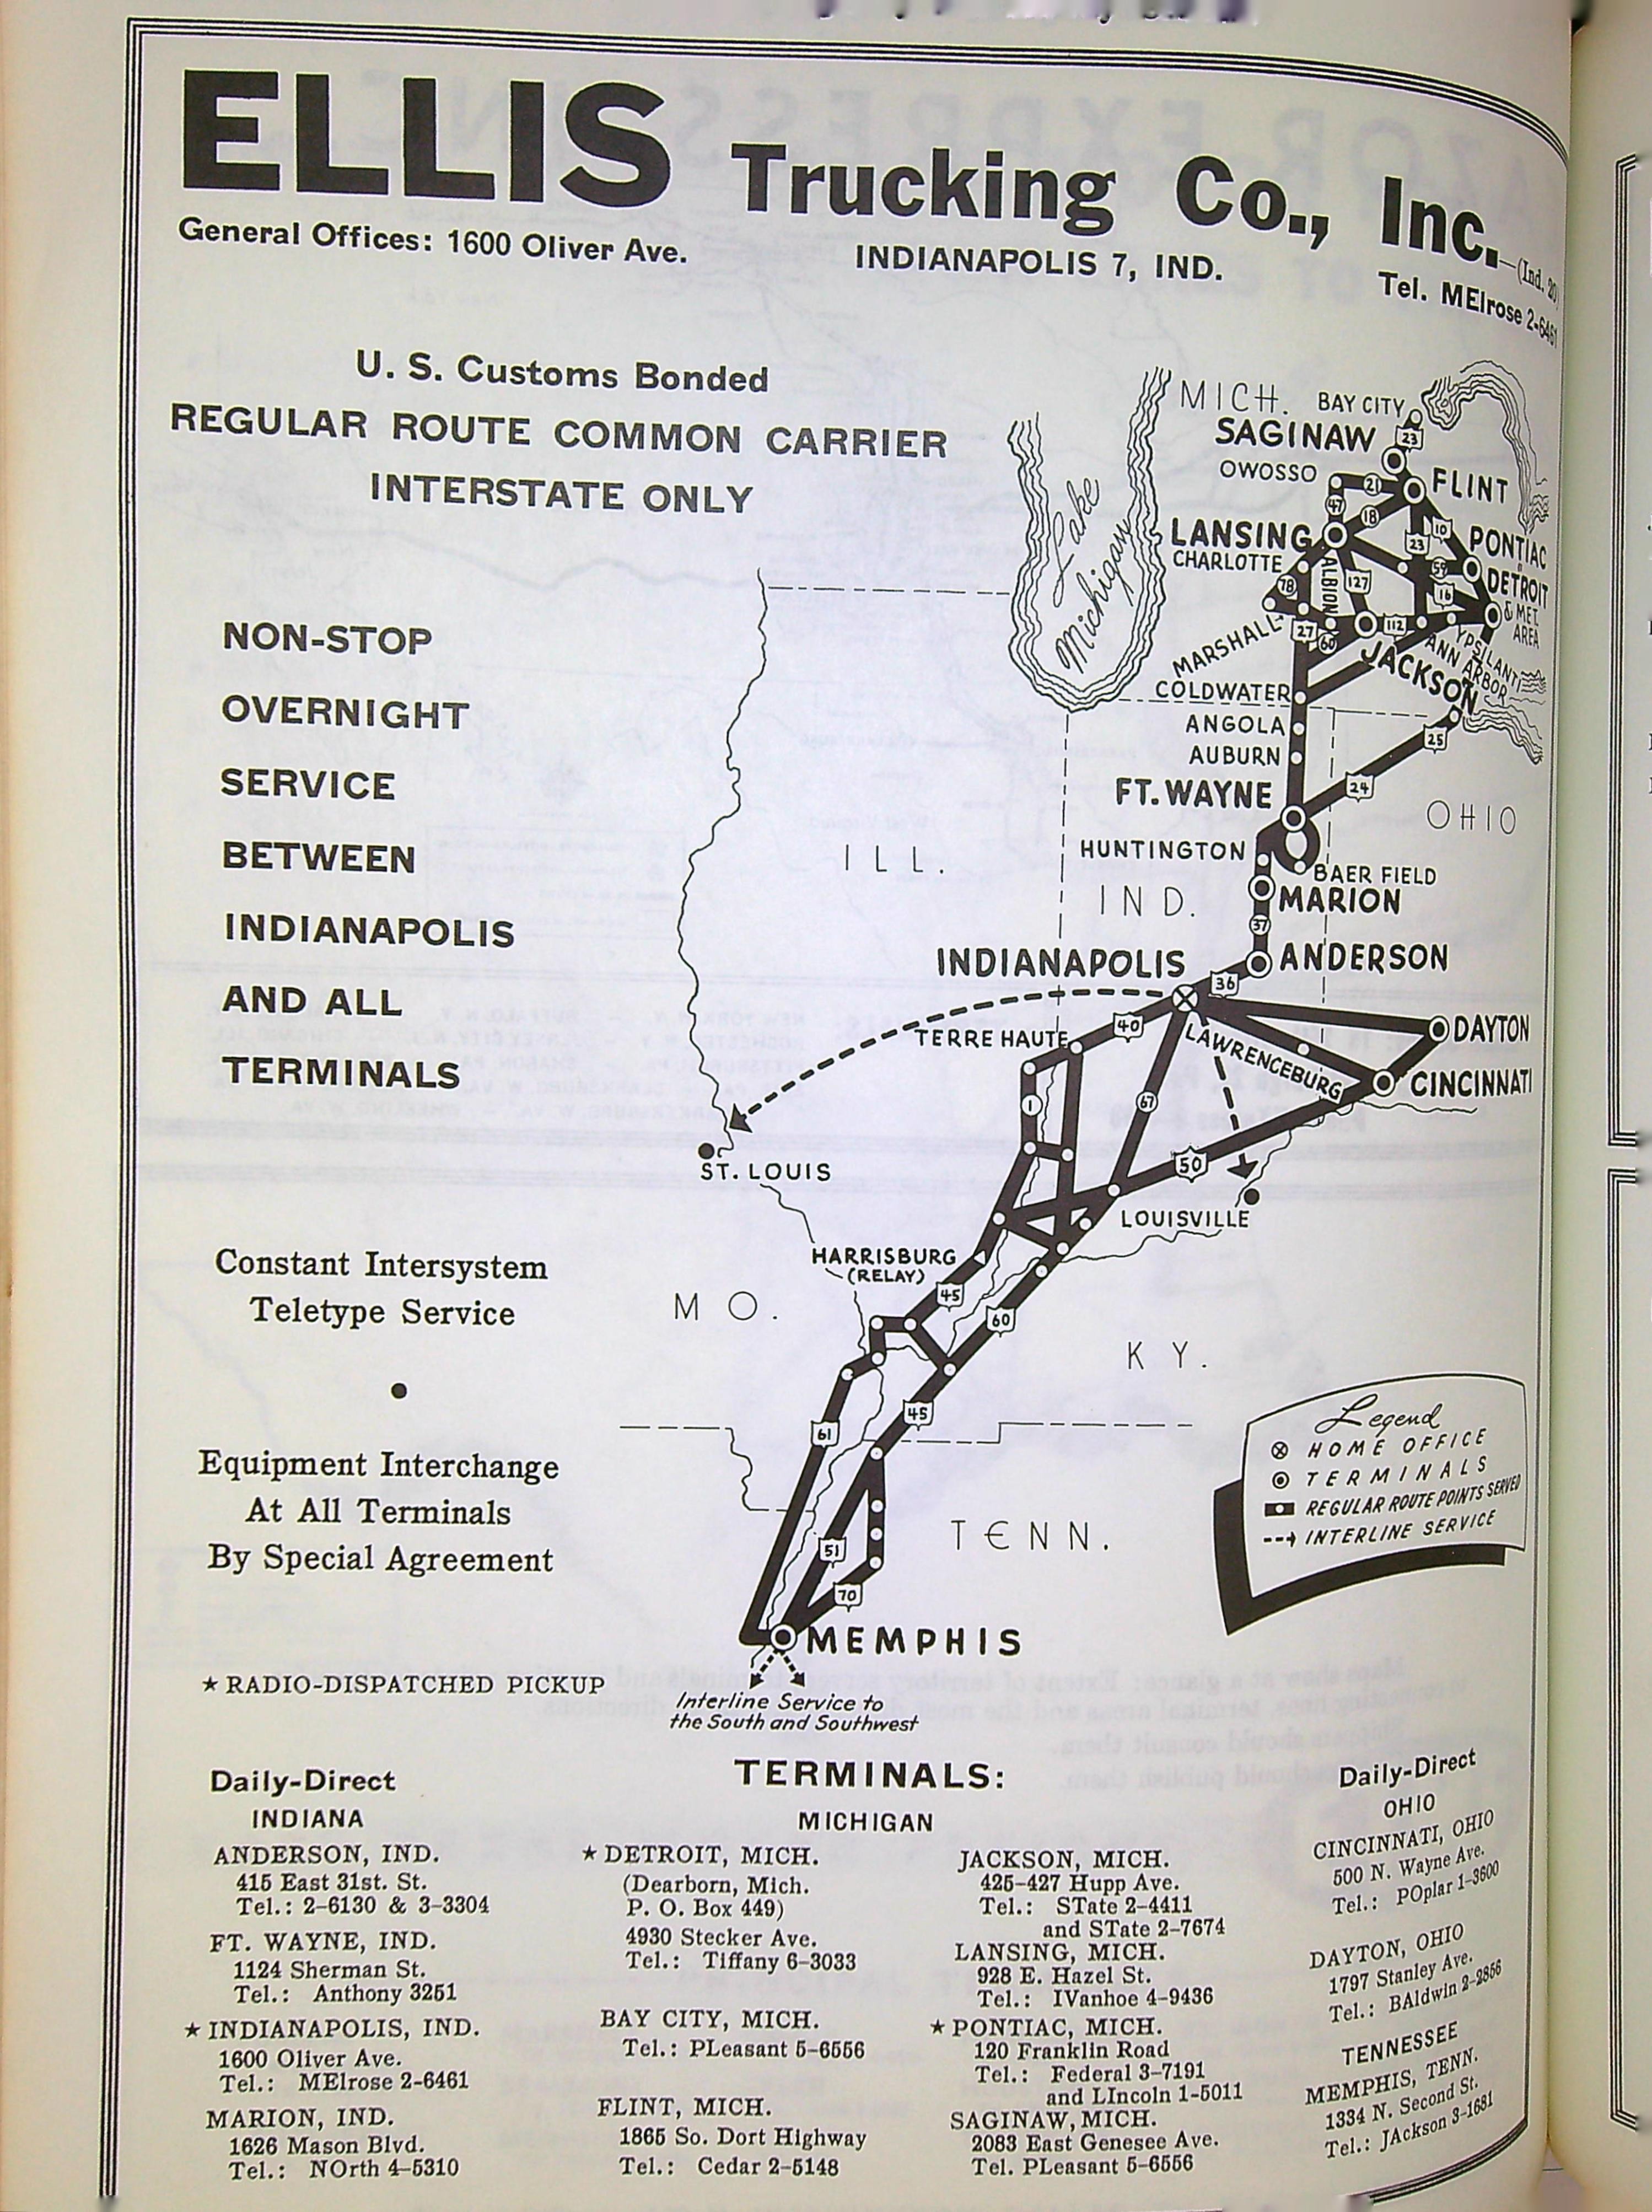 ELLIS Trucking Co., Inc.—(Ind. 20)
General Offices: 1600 Oliver Ave. INDIANAPOLIS 7, IND. Tel. MElrose 2-6461
U. S. Customs Bonded
REGULAR ROUTE COMMON CARRIER
INTERSTATE ONLY
NON-STOP
OVERNIGHT
SERVICE
BETWEEN
INDIANAPOLIS
AND ALL
TERMINALS
Constant Intersystem
Teletype Service
•
Equipment Interchange
At All Terminals
By Special Agreement
★ RADIO-DISPATCHED PICKUP
MICH.
BAY CITY
23
SAGINAW
OWOSSO
21
FLINT
47
18
10
LANSING
23
PONTIAC
CHARLOTTE
59
DETROIT
& MET.
AREA
78
ALBION
127
16
MARSHALL
27
60
112
YPSILANTI
ANN ARBOR
JACKSON
Lake
Michigan
COLDWATER
ANGOLA
25
AUBURN
FT. WAYNE
24
OHIO
ILL.
HUNTINGTON
BAER FIELD
IND.
MARION
37
INDIANAPOLIS
ANDERSON
36
TERRE HAUTE
40
DAYTON
LAWRENCEBURG
CINCINNATI
1
67
50
ST. LOUIS
LOUISVILLE
HARRISBURG
(RELAY)
45
MO.
60
KY.
45
61
Legend
HOME OFFICE
TERMINALS
REGULAR ROUTE POINTS SERVED
INTERLINE SERVICE
TENN.
51
70
MEMPHIS
Interline Service to
the South and Southwest
TERMINALS:
Daily-Direct
INDIANA
ANDERSON, IND.
415 East 31st. St.
Tel.: 2-6130 & 3-3304
FT. WAYNE, IND.
1124 Sherman St.
Tel.: Anthony 3251
★ INDIANAPOLIS, IND.
1600 Oliver Ave.
Tel.: MElrose 2-6461
MARION, IND.
1626 Mason Blvd.
Tel.: NOrth 4-5310
MICHIGAN
★ DETROIT, MICH.
(Dearborn, Mich.
P. O. Box 449)
4930 Stecker Ave.
Tel.: Tiffany 6-3033
BAY CITY, MICH.
Tel.: PLeasant 5-6556
FLINT, MICH.
1865 So. Dort Highway
Tel.: Cedar 2-5148
JACKSON, MICH.
425-427 Hupp Ave.
Tel.: STate 2-4411
and STate 2-7674
LANSING, MICH.
928 E. Hazel St.
Tel.: IVanhoe 4-9436
★ PONTIAC, MICH.
120 Franklin Road
Tel.: Federal 3-7191
and LIncoln 1-5011
SAGINAW, MICH.
2083 East Genesee Ave.
Tel. PLeasant 5-6556
Daily-Direct
OHIO
CINCINNATI, OHIO
500 N. Wayne Ave.
Tel.: POplar 1-3600
DAYTON, OHIO
1797 Stanley Ave.
Tel.: BAldwin 2-2856
TENNESSEE
MEMPHIS, TENN.
1334 N. Second St.
Tel.: JAckson 3-1681